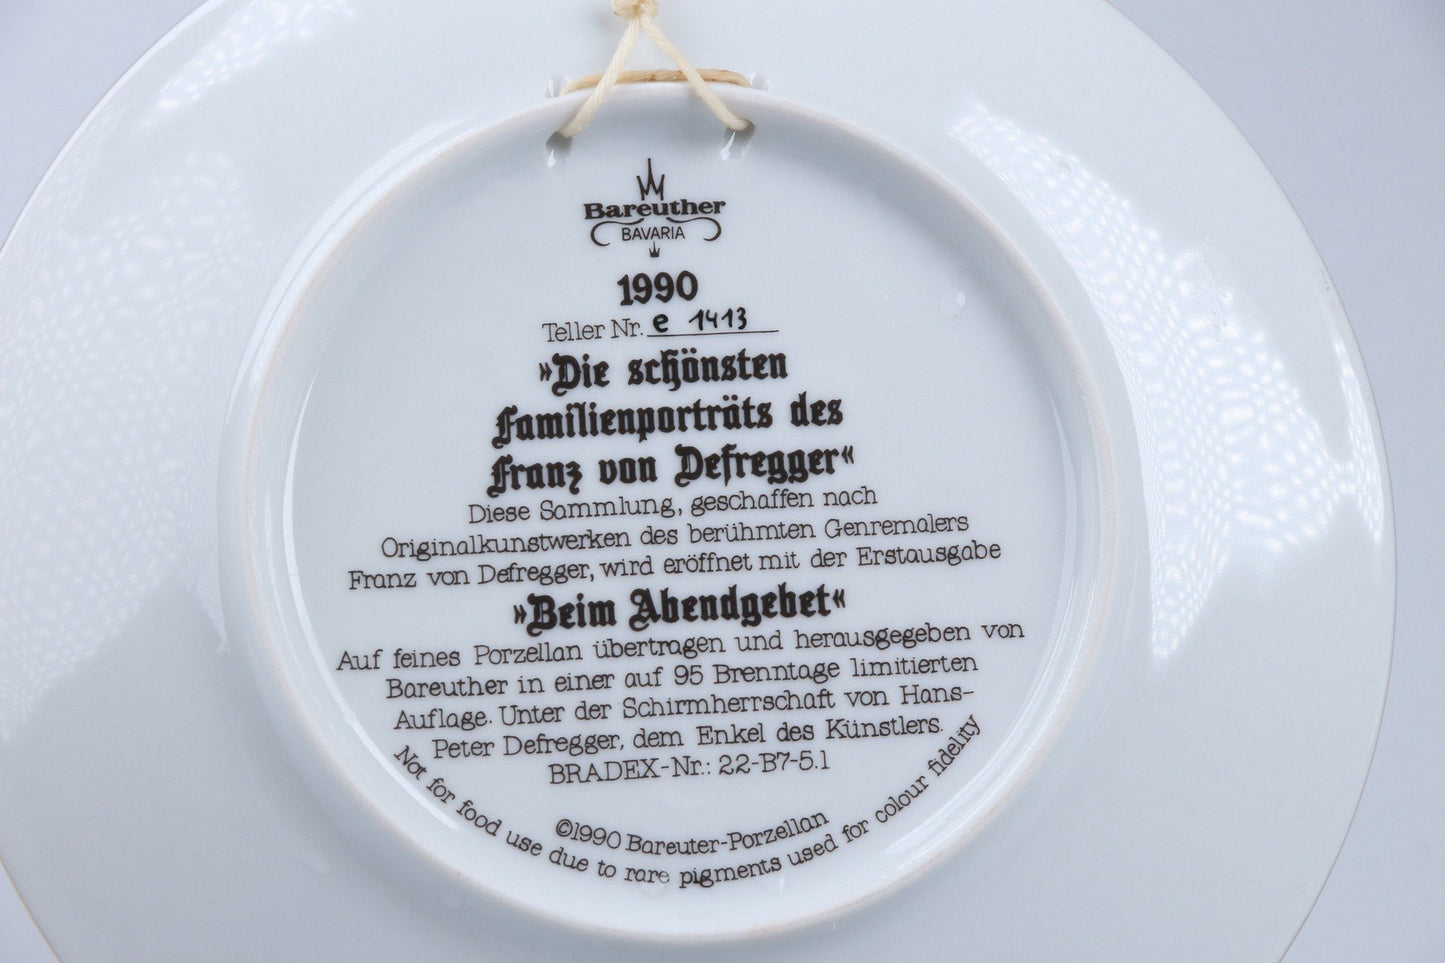 Bareuther
BAVARIA
1990
Teller Nr. e 1413
»Die schönsten
Familienporträts des
Franz von Defregger«
Diese Sammlung, geschaffen nach
Originalkunstwerken des berühmten Genremalers
Franz von Defregger, wird eröffnet mit der Erstausgabe
»Beim Abendgebet«
Auf feines Porzellan übertragen und herausgegeben von
Bareuther in einer auf 95 Brenntage limitierten
Auflage. Unter der Schirmherrschaft von Hans-
Peter Defregger, dem Enkel des Künstlers.
BRADEX-Nr.: 22-B7-5.1
©1990 Bareuter-Porzellan
Not for food use due to rare pigments used for colour fidelity